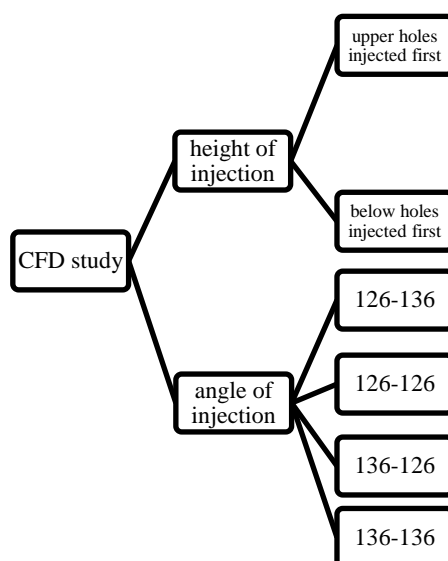 upper holes
injected first
height of
injection
below holes
injected first
CFD study
126-136
126-126
angle of
injection
136-126
136-136